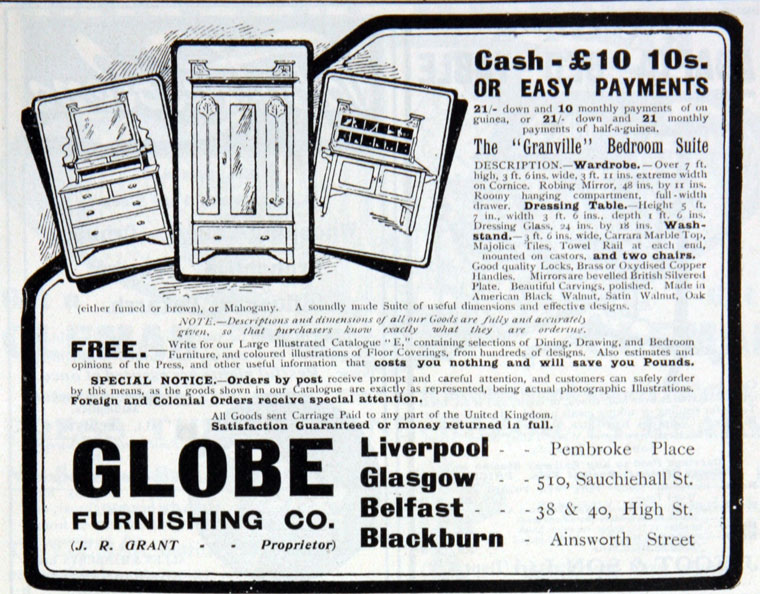 Cash - £10 10s.
OR EASY PAYMENTS
21/- down and 10 monthly payments of on
guinea, or 21/- down and 21 monthly
payments of half-a-guinea.
The "Granville" Bedroom Suite
DESCRIPTION.—Wardrobe.—Over 7 ft.
high, 3 ft. 6 ins. wide, 3 ft. 11 ins. extreme width
on Cornice. Robing Mirror, 48 ins. by 11 ins.
Roomy hanging compartment, full-width
drawer. Dressing Table.—Height 5 ft.
7 in., width 3 ft. 6 ins., depth 1 ft. 6 ins.
Dressing Glass, 24 ins. by 18 ins. Wash-
stand.—3 ft. 6 ins. wide, Carrara Marble Top,
Majolica Tiles, Towel Rail at each end,
mounted on castors, and two chairs.
Good quality Locks, Brass or Oxydised Copper
Handles. Mirrors are bevelled British Silvered
Plate. Beautiful Carvings, polished. Made in
American Black Walnut, Satin Walnut, Oak
(either fumed or brown), or Mahogany. A soundly made Suite of useful dimensions and effective designs.
NOTE.—Descriptions and dimensions of all our Goods are fully and accurately
given, so that purchasers know exactly what they are ordering.
FREE.—Write for our Large Illustrated Catalogue "E," containing selections of Dining, Drawing, and Bedroom
Furniture, and coloured illustrations of Floor Coverings, from hundreds of designs. Also estimates and
opinions of the Press, and other useful information that costs you nothing and will save you Pounds.
SPECIAL NOTICE.—Orders by post receive prompt and careful attention, and customers can safely order
by this means, as the goods shown in our Catalogue are exactly as represented, being actual photographic Illustrations.
Foreign and Colonial Orders receive special attention.
All Goods sent Carriage Paid to any part of the United Kingdom.
Satisfaction Guaranteed or money returned in full.
GLOBE
FURNISHING CO.
(J. R. GRANT - - Proprietor)
Liverpool - - Pembroke Place
Glasgow - - 510, Sauchiehall St.
Belfast - - - 38 & 40, High St.
Blackburn - Ainsworth Street